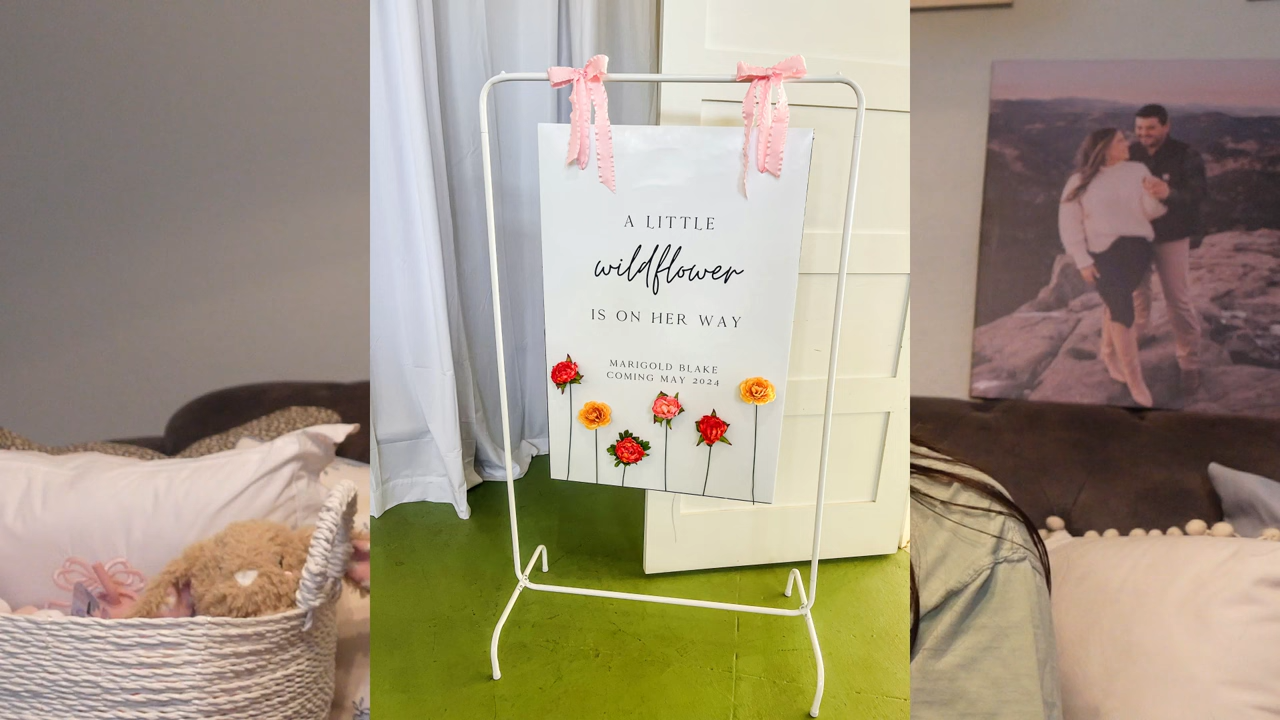 A LITTLE
wildflower
IS ON HER WAY
MARIGOLD BLAKE
COMING MAY 2024